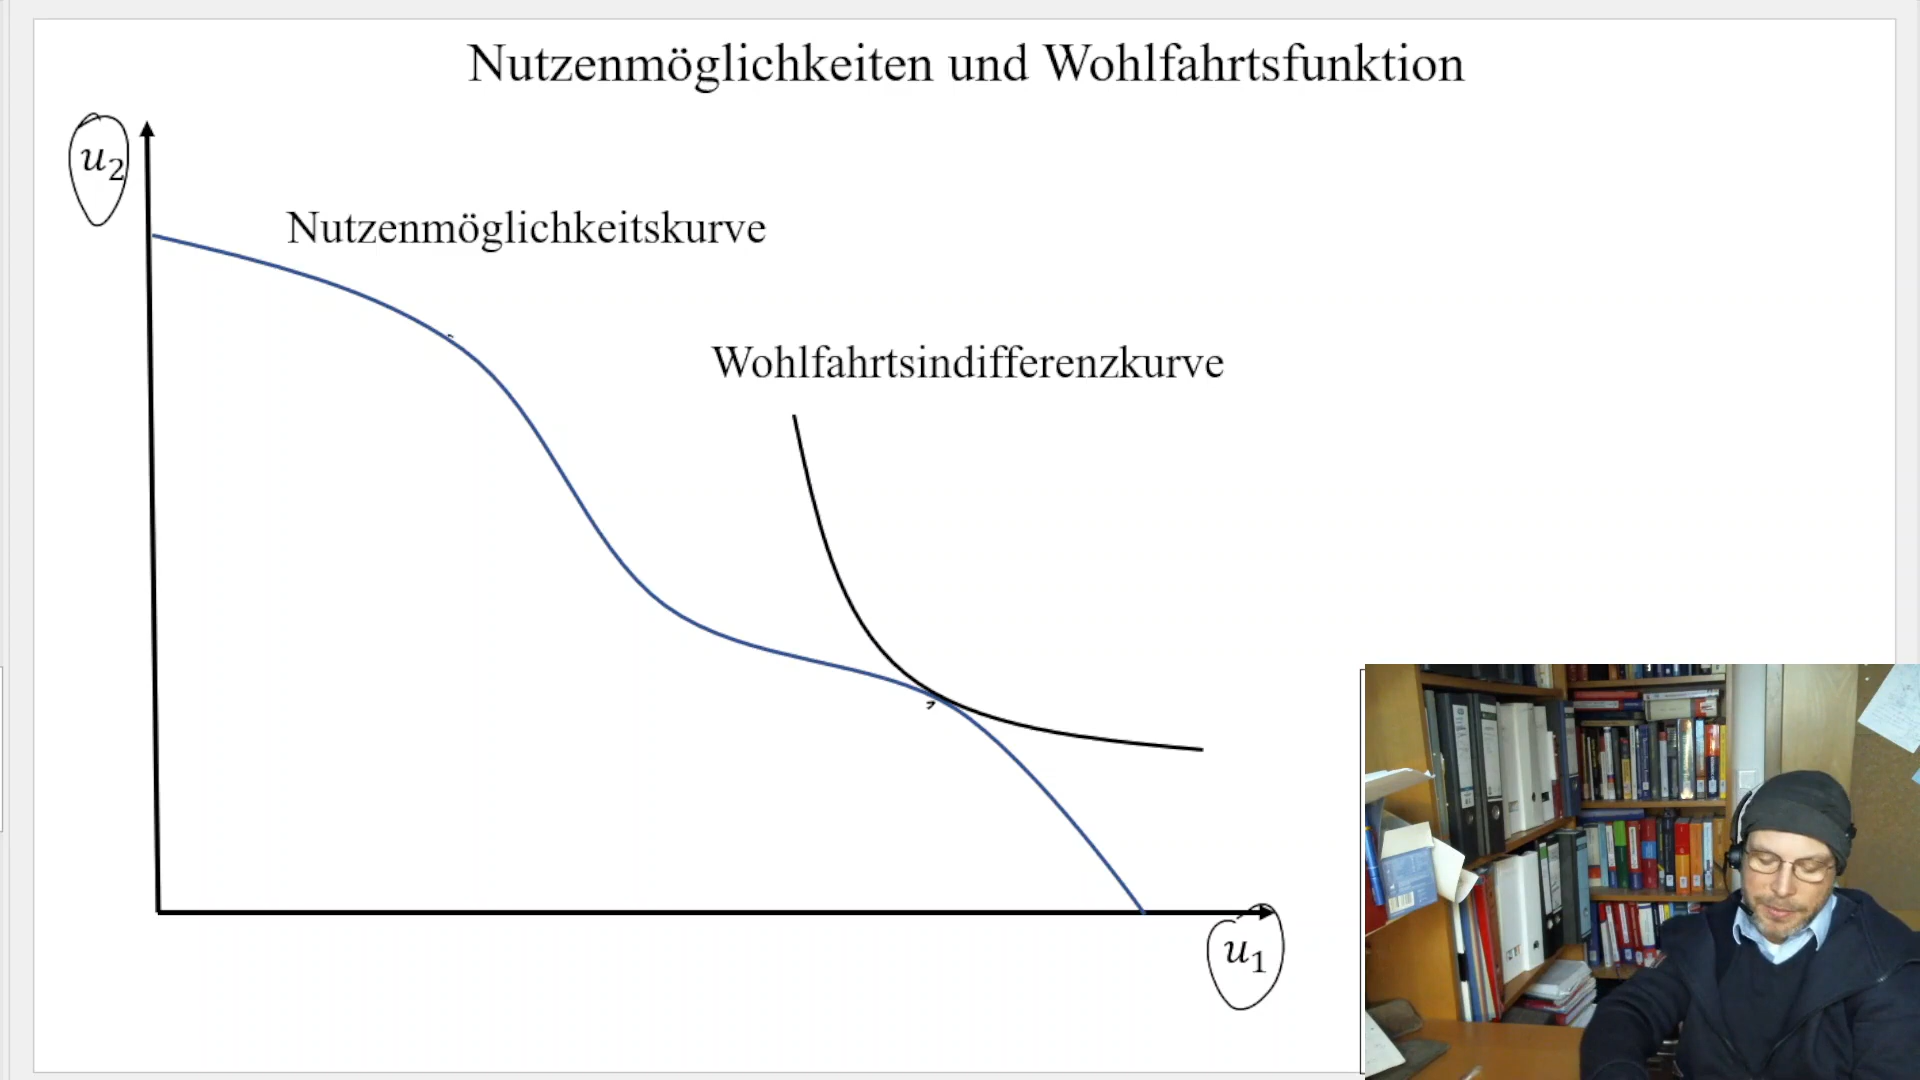 Nutzenmöglichkeiten und Wohlfahrtsfunktion
u₂
Nutzenmöglichkeitskurve
Wohlfahrtsindifferenzkurve
u₁